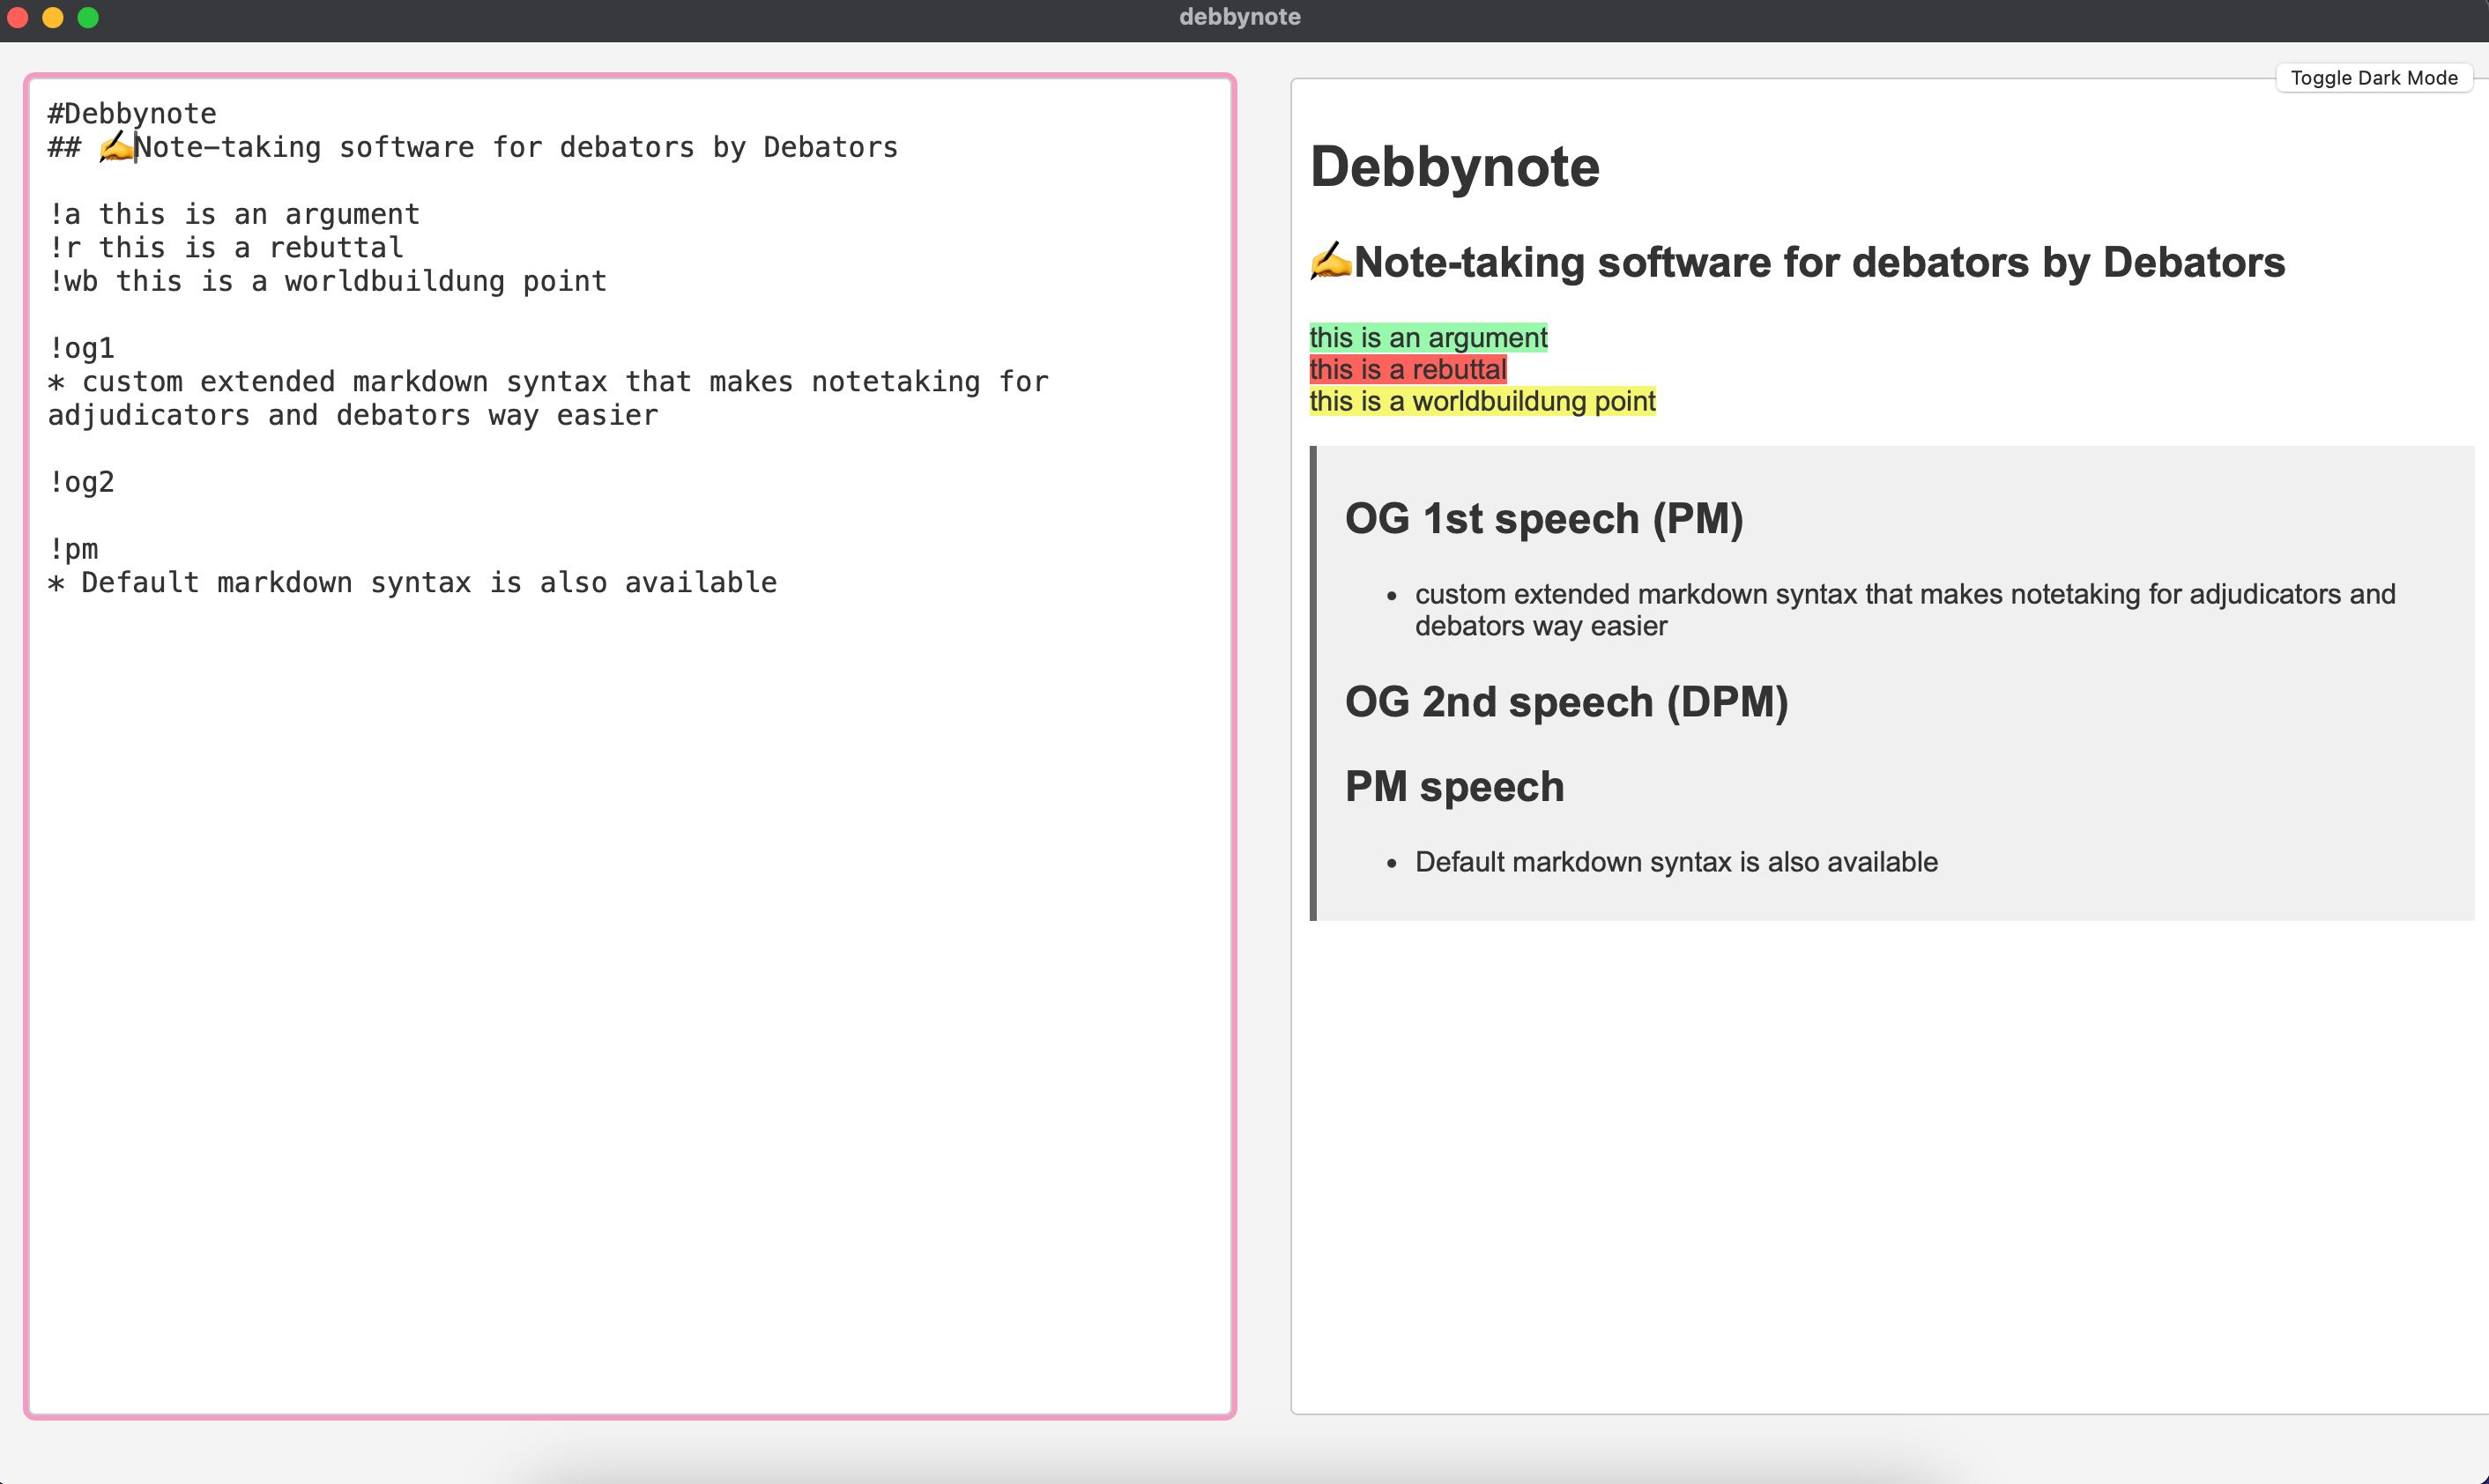 debbynote
#Debbynote
## ✍️Note-taking software for debators by Debators
!a this is an argument
!r this is a rebuttal
!wb this is a worldbuildung point
!og1
* custom extended markdown syntax that makes notetaking for
adjudicators and debators way easier
!og2
!pm
* Default markdown syntax is also available
Toggle Dark Mode
Debbynote
✍️Note-taking software for debators by Debators
this is an argument
this is a rebuttal
this is a worldbuildung point
OG 1st speech (PM)
• custom extended markdown syntax that makes notetaking for adjudicators and
debators way easier
OG 2nd speech (DPM)
PM speech
• Default markdown syntax is also available